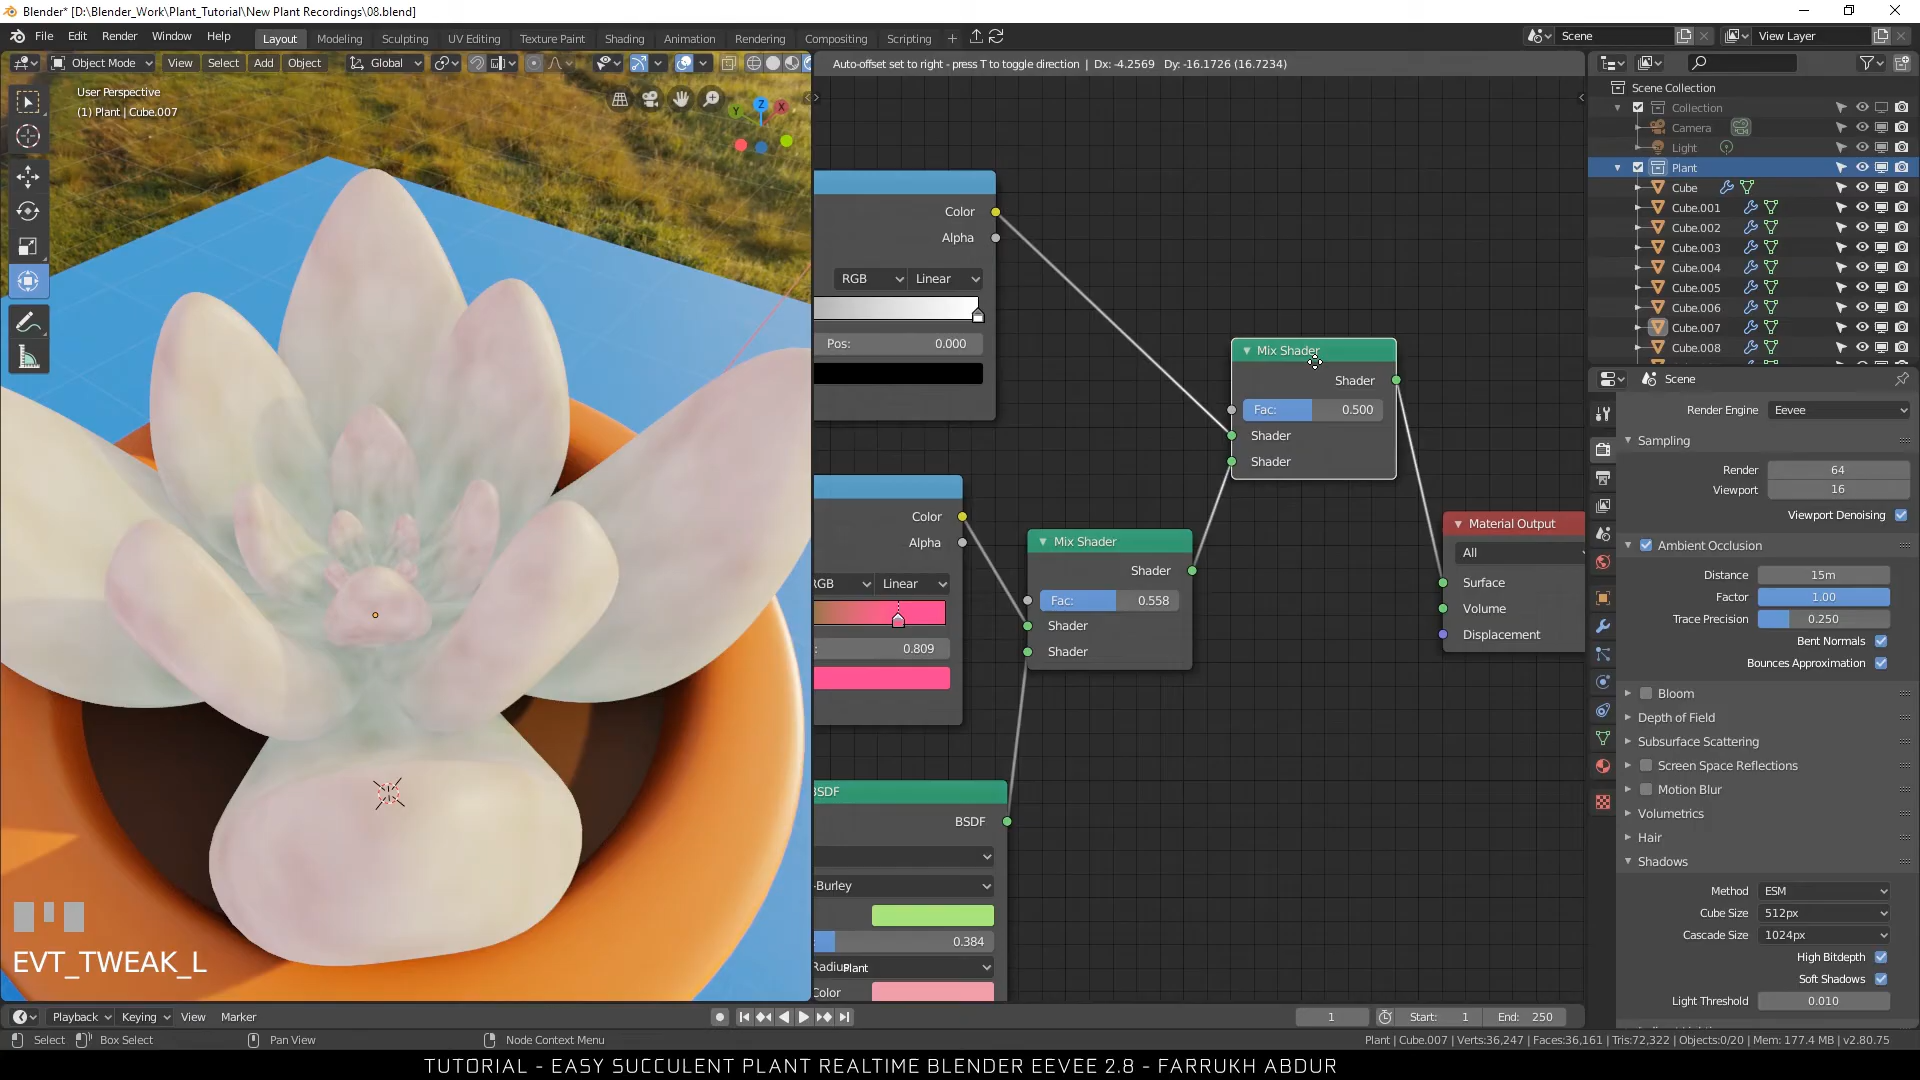 Blender* [D:\Blender_Work\Plant_Tutorial\New Plant Recordings\08.blend]
File Edit Render Window Help Layout Modeling Sculpting UV Editing Texture Paint Shading Animation Rendering Compositing Scripting Scene View Layer
Object Mode View Select Add Object Global
Auto-offset set to right - press T to toggle direction | Dx: -4.2569 Dy: -16.1726 (16.7234)
User Perspective
(1) Plant | Cube.007
Z
X
Y
Color
Alpha
RGB Linear
Pos: 0.000
Mix Shader
Shader
Fac: 0.500
Shader
Shader
Color
Alpha
GB Linear
: 0.809
Mix Shader
Shader
Fac: 0.558
Shader
Shader
Material Output
All
Surface
Volume
Displacement
BSDF
BSDF
-Burley
: 0.384
Radiu Plant
Color
EVT_TWEAK_L
Scene Collection
Collection
Camera
Light
Plant
Cube
Cube.001
Cube.002
Cube.003
Cube.004
Cube.005
Cube.006
Cube.007
Cube.008
Scene
Render Engine Eevee
Sampling
Render 64
Viewport 16
Viewport Denoising
Ambient Occlusion
Distance 15m
Factor 1.00
Trace Precision 0.250
Bent Normals
Bounces Approximation
Bloom
Depth of Field
Subsurface Scattering
Screen Space Reflections
Motion Blur
Volumetrics
Hair
Shadows
Method ESM
Cube Size 512px
Cascade Size 1024px
High Bitdepth
Soft Shadows
Light Threshold 0.010
Playback Keying View Marker 1 Start: 1 End: 250
Select Box Select Pan View Node Context Menu Plant | Cube.007 | Verts:36,247 | Faces:36,161 | Tris:72,322 | Objects:0/20 | Mem: 177.4 MB | v2.80.75
TUTORIAL - EASY SUCCULENT PLANT REALTIME BLENDER EEVEE 2.8 - FARRUKH ABDUR